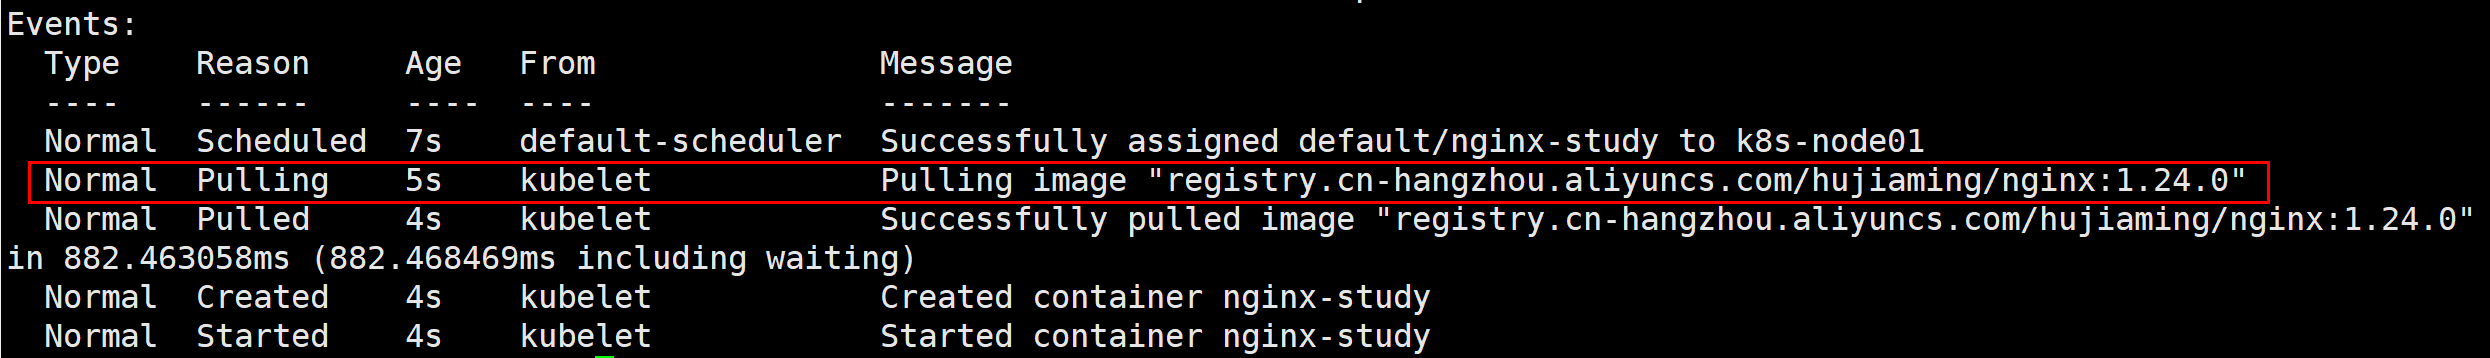 Events:
  Type    Reason     Age   From               Message
  ----    ------     ----  ----               -------
  Normal  Scheduled  7s    default-scheduler  Successfully assigned default/nginx-study to k8s-node01
  Normal  Pulling    5s    kubelet            Pulling image "registry.cn-hangzhou.aliyuncs.com/hujiaming/nginx:1.24.0"
  Normal  Pulled     4s    kubelet            Successfully pulled image "registry.cn-hangzhou.aliyuncs.com/hujiaming/nginx:1.24.0"
in 882.463058ms (882.468469ms including waiting)
  Normal  Created    4s    kubelet            Created container nginx-study
  Normal  Started    4s    kubelet            Started container nginx-study